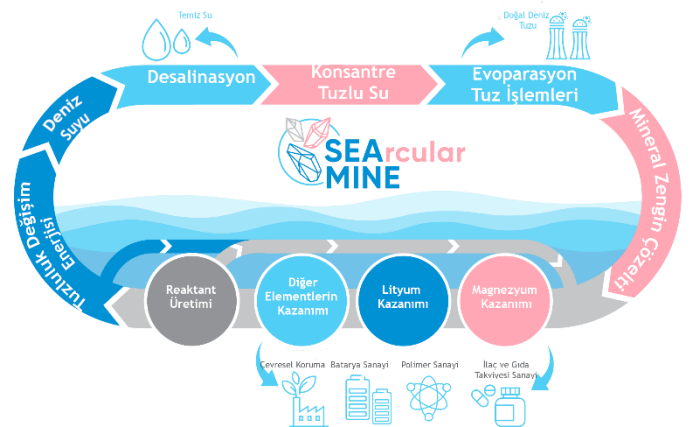 Temiz Su
Doğal Deniz
Tuzu
Desalinasyon
Konsantre
Tuzlu Su
Evoparasyon
Tuz İşlemleri
Deniz
Suyu
Mineral Zengin Çözelti
SEArcular
MINE
Tuzluluk Değişim
Enerjisi
Reaktant
Üretimi
Diğer
Elementlerin
Kazanımı
Lityum
Kazanımı
Magnezyum
Kazanımı
Çevresel Koruma
Batarya Sanayi
Polimer Sanayi
İlaç ve Gıda
Takviyesi Sanayi